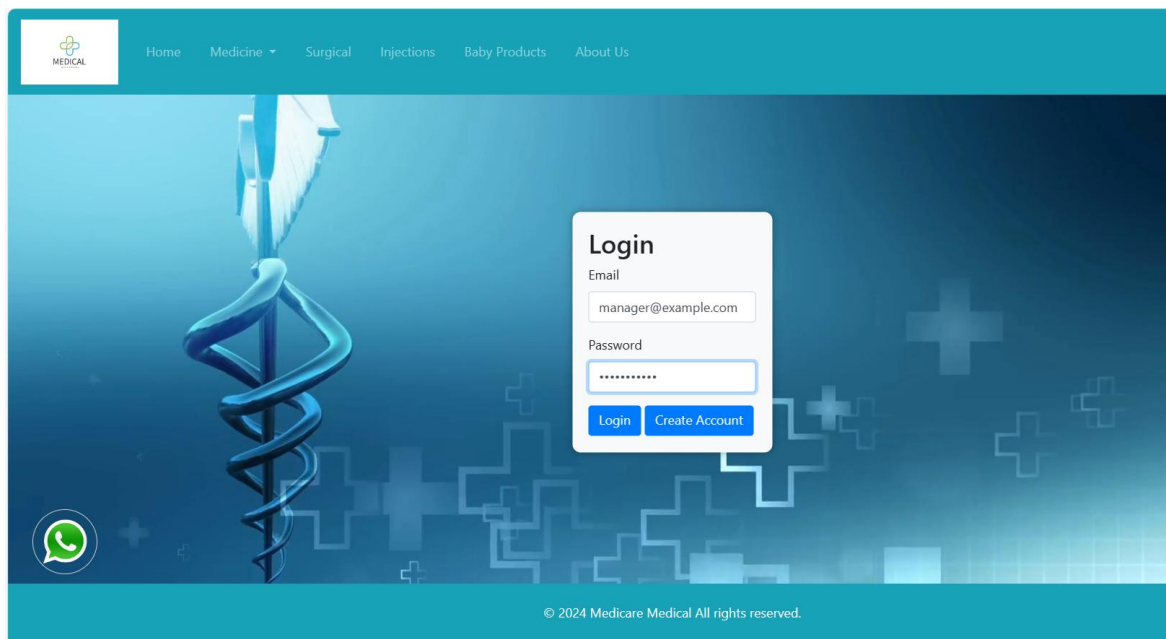 MEDICAL
Home
Medicine
Surgical
Injections
Baby Products
About Us
Login
Email
manager@example.com
Password
•••••••••••
Login
Create Account
© 2024 Medicare Medical All rights reserved.